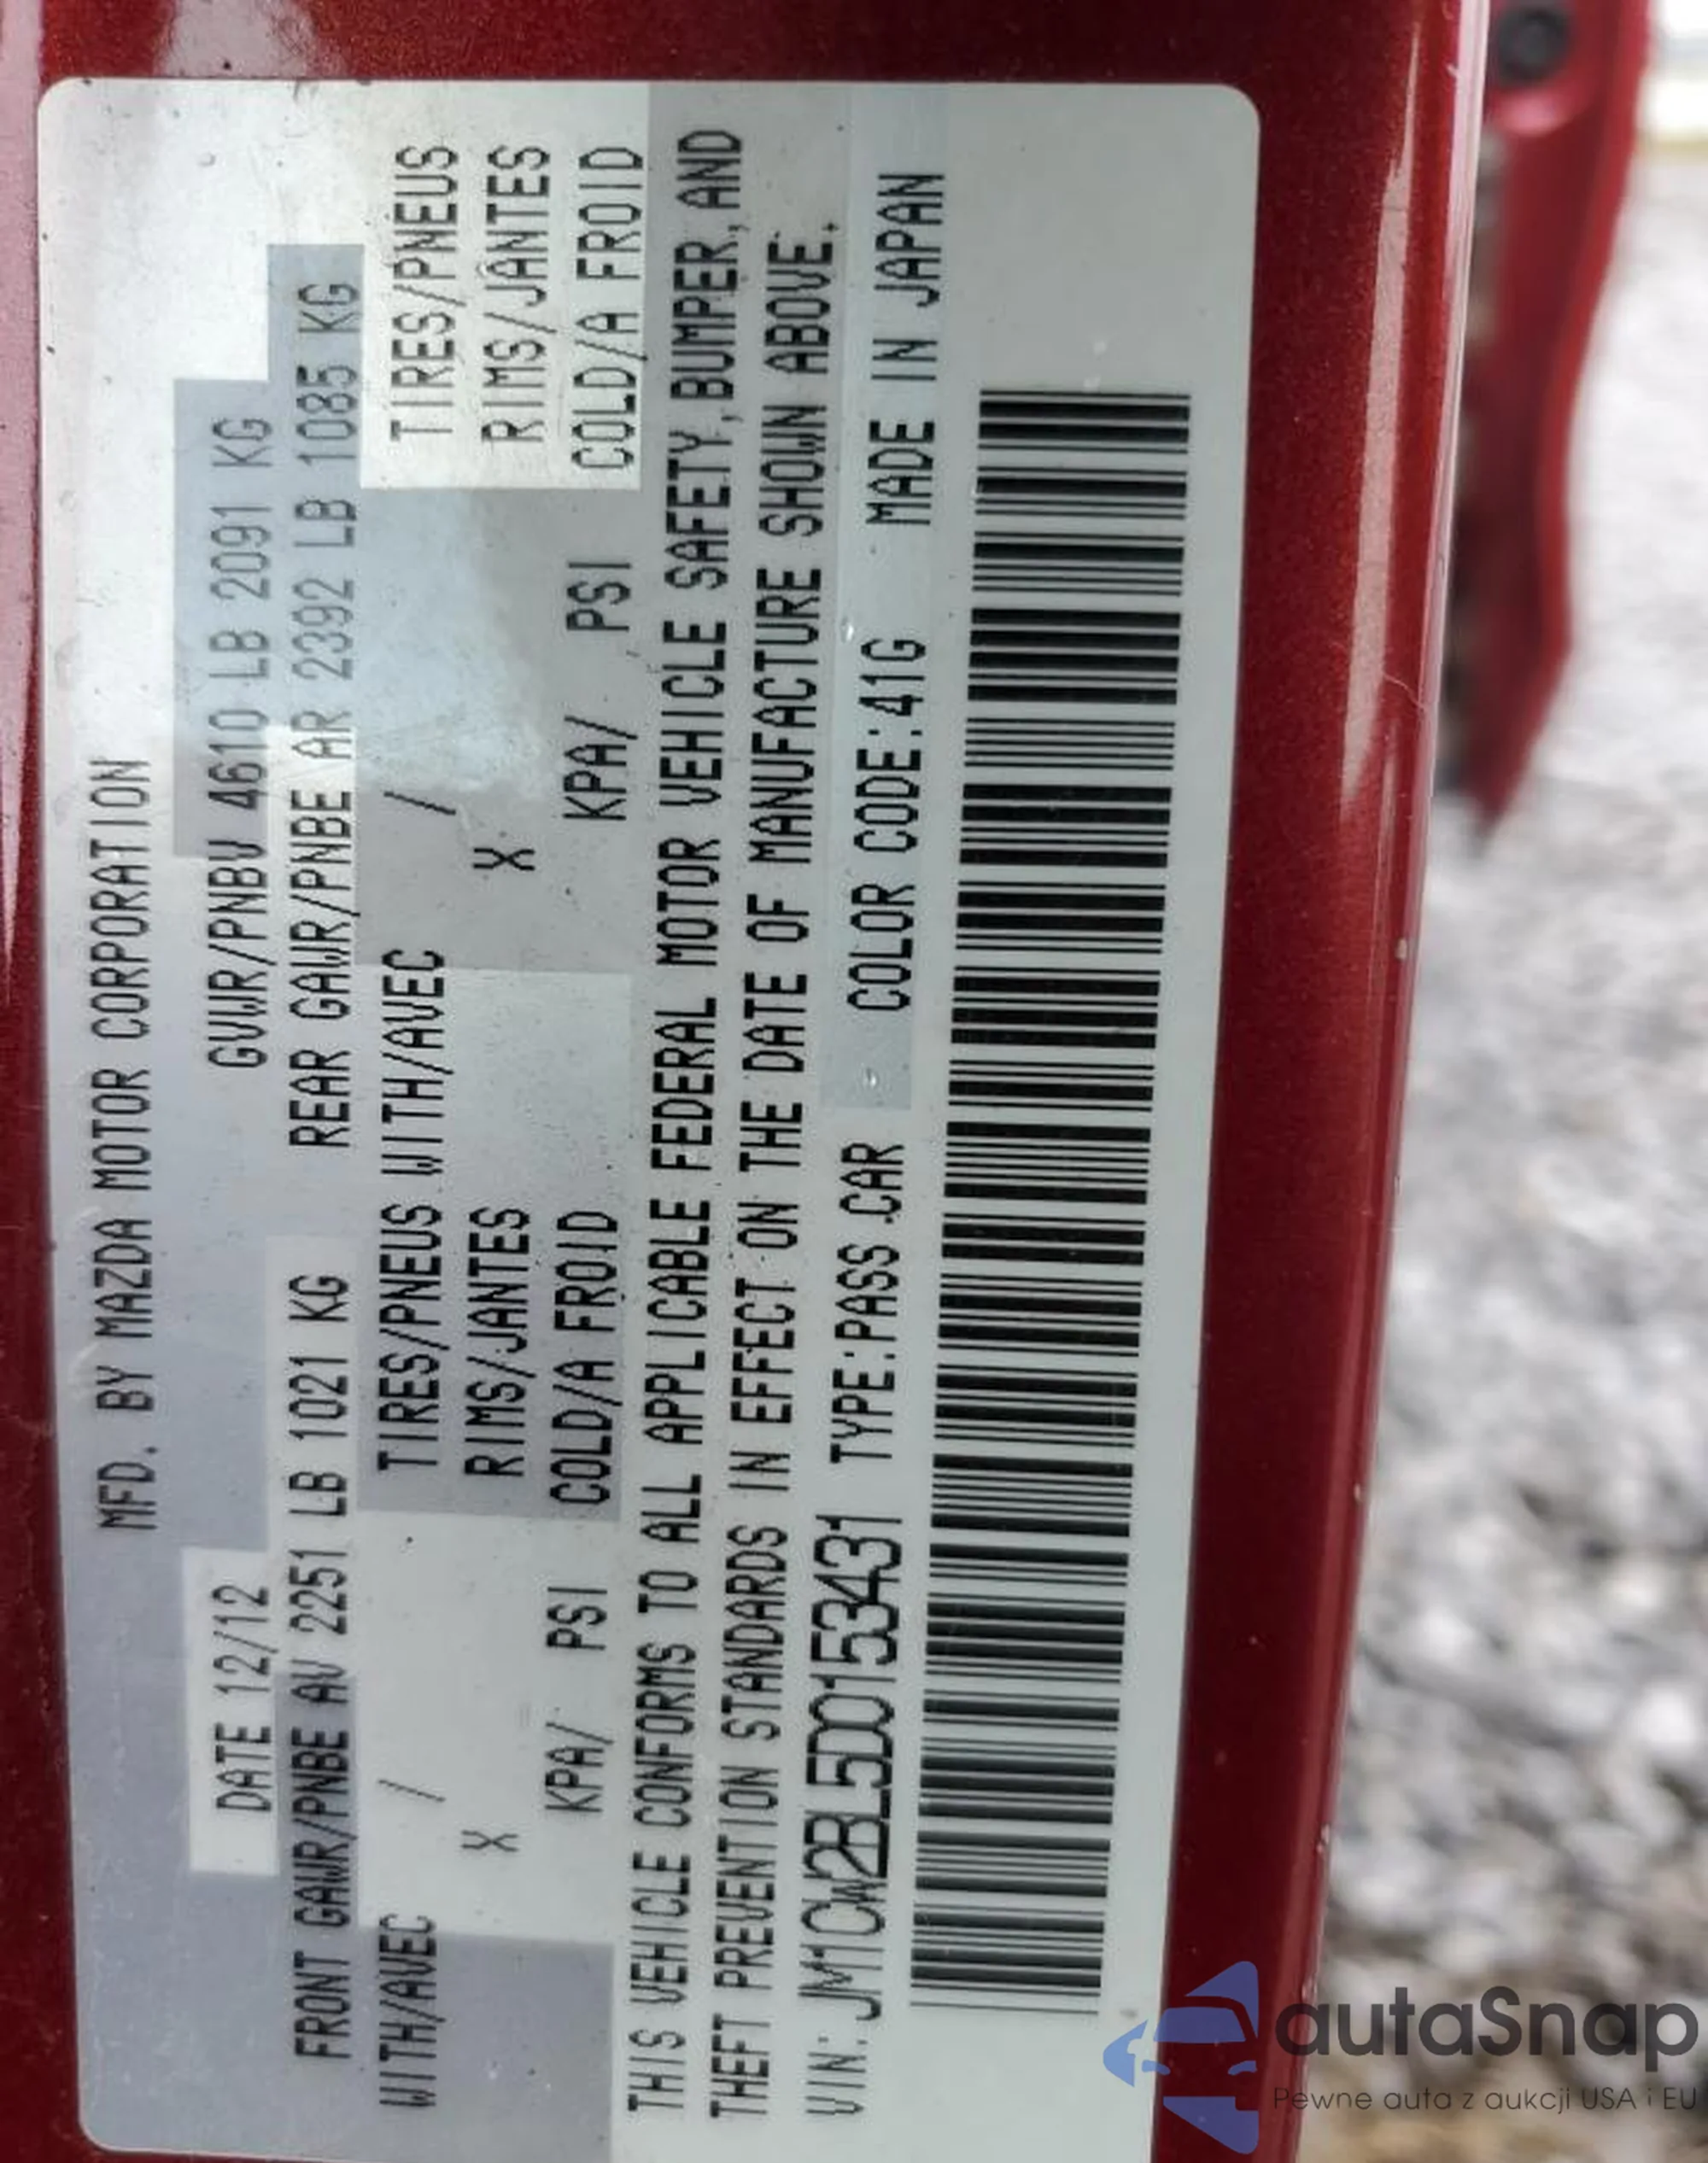 MFD. BY MAZDA MOTOR CORPORATION
DATE 12/12 GVWR/PNBV 4610 LB 2091 KG
FRONT GAWR/PNBE AV 2251 LB 1021 KG REAR GAWR/PNBE AR 2392 LB 1085 KG
WITH/AVEC / TIRES/PNEUS WITH/AVEC / TIRES/PNEUS
X RIMS/JANTES X RIMS/JANTES
KPA/ PSI COLD/A FROID KPA/ PSI COLD/A FROID
THIS VEHICLE CONFORMS TO ALL APPLICABLE FEDERAL MOTOR VEHICLE SAFETY,BUMPER,AND
THEFT PREVENTION STANDARDS IN EFFECT ON THE DATE OF MANUFACTURE SHOWN ABOVE.
VIN: JM1CW2BL5D0153431 TYPE:PASS.CAR COLOR CODE:41G MADE IN JAPAN
autaSnap
Pewne auta z aukcji USA i EU